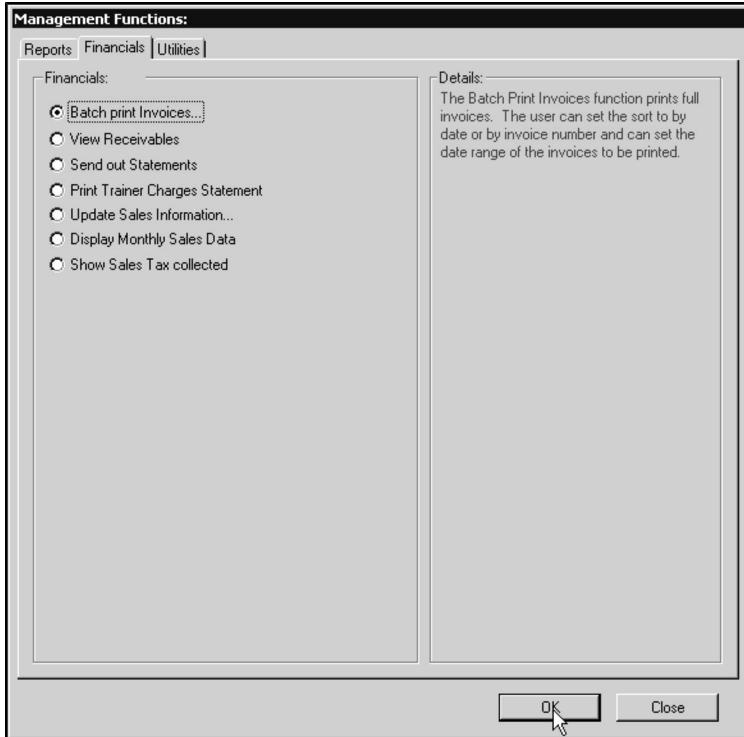 Management Functions:
Reports Financials Utilities
Financials:
Batch print Invoices...
View Receivables
Send out Statements
Print Trainer Charges Statement
Update Sales Information...
Display Monthly Sales Data
Show Sales Tax collected
Details:
The Batch Print Invoices function prints full
invoices. The user can set the sort to by
date or by invoice number and can set the
date range of the invoices to be printed.
OK Close